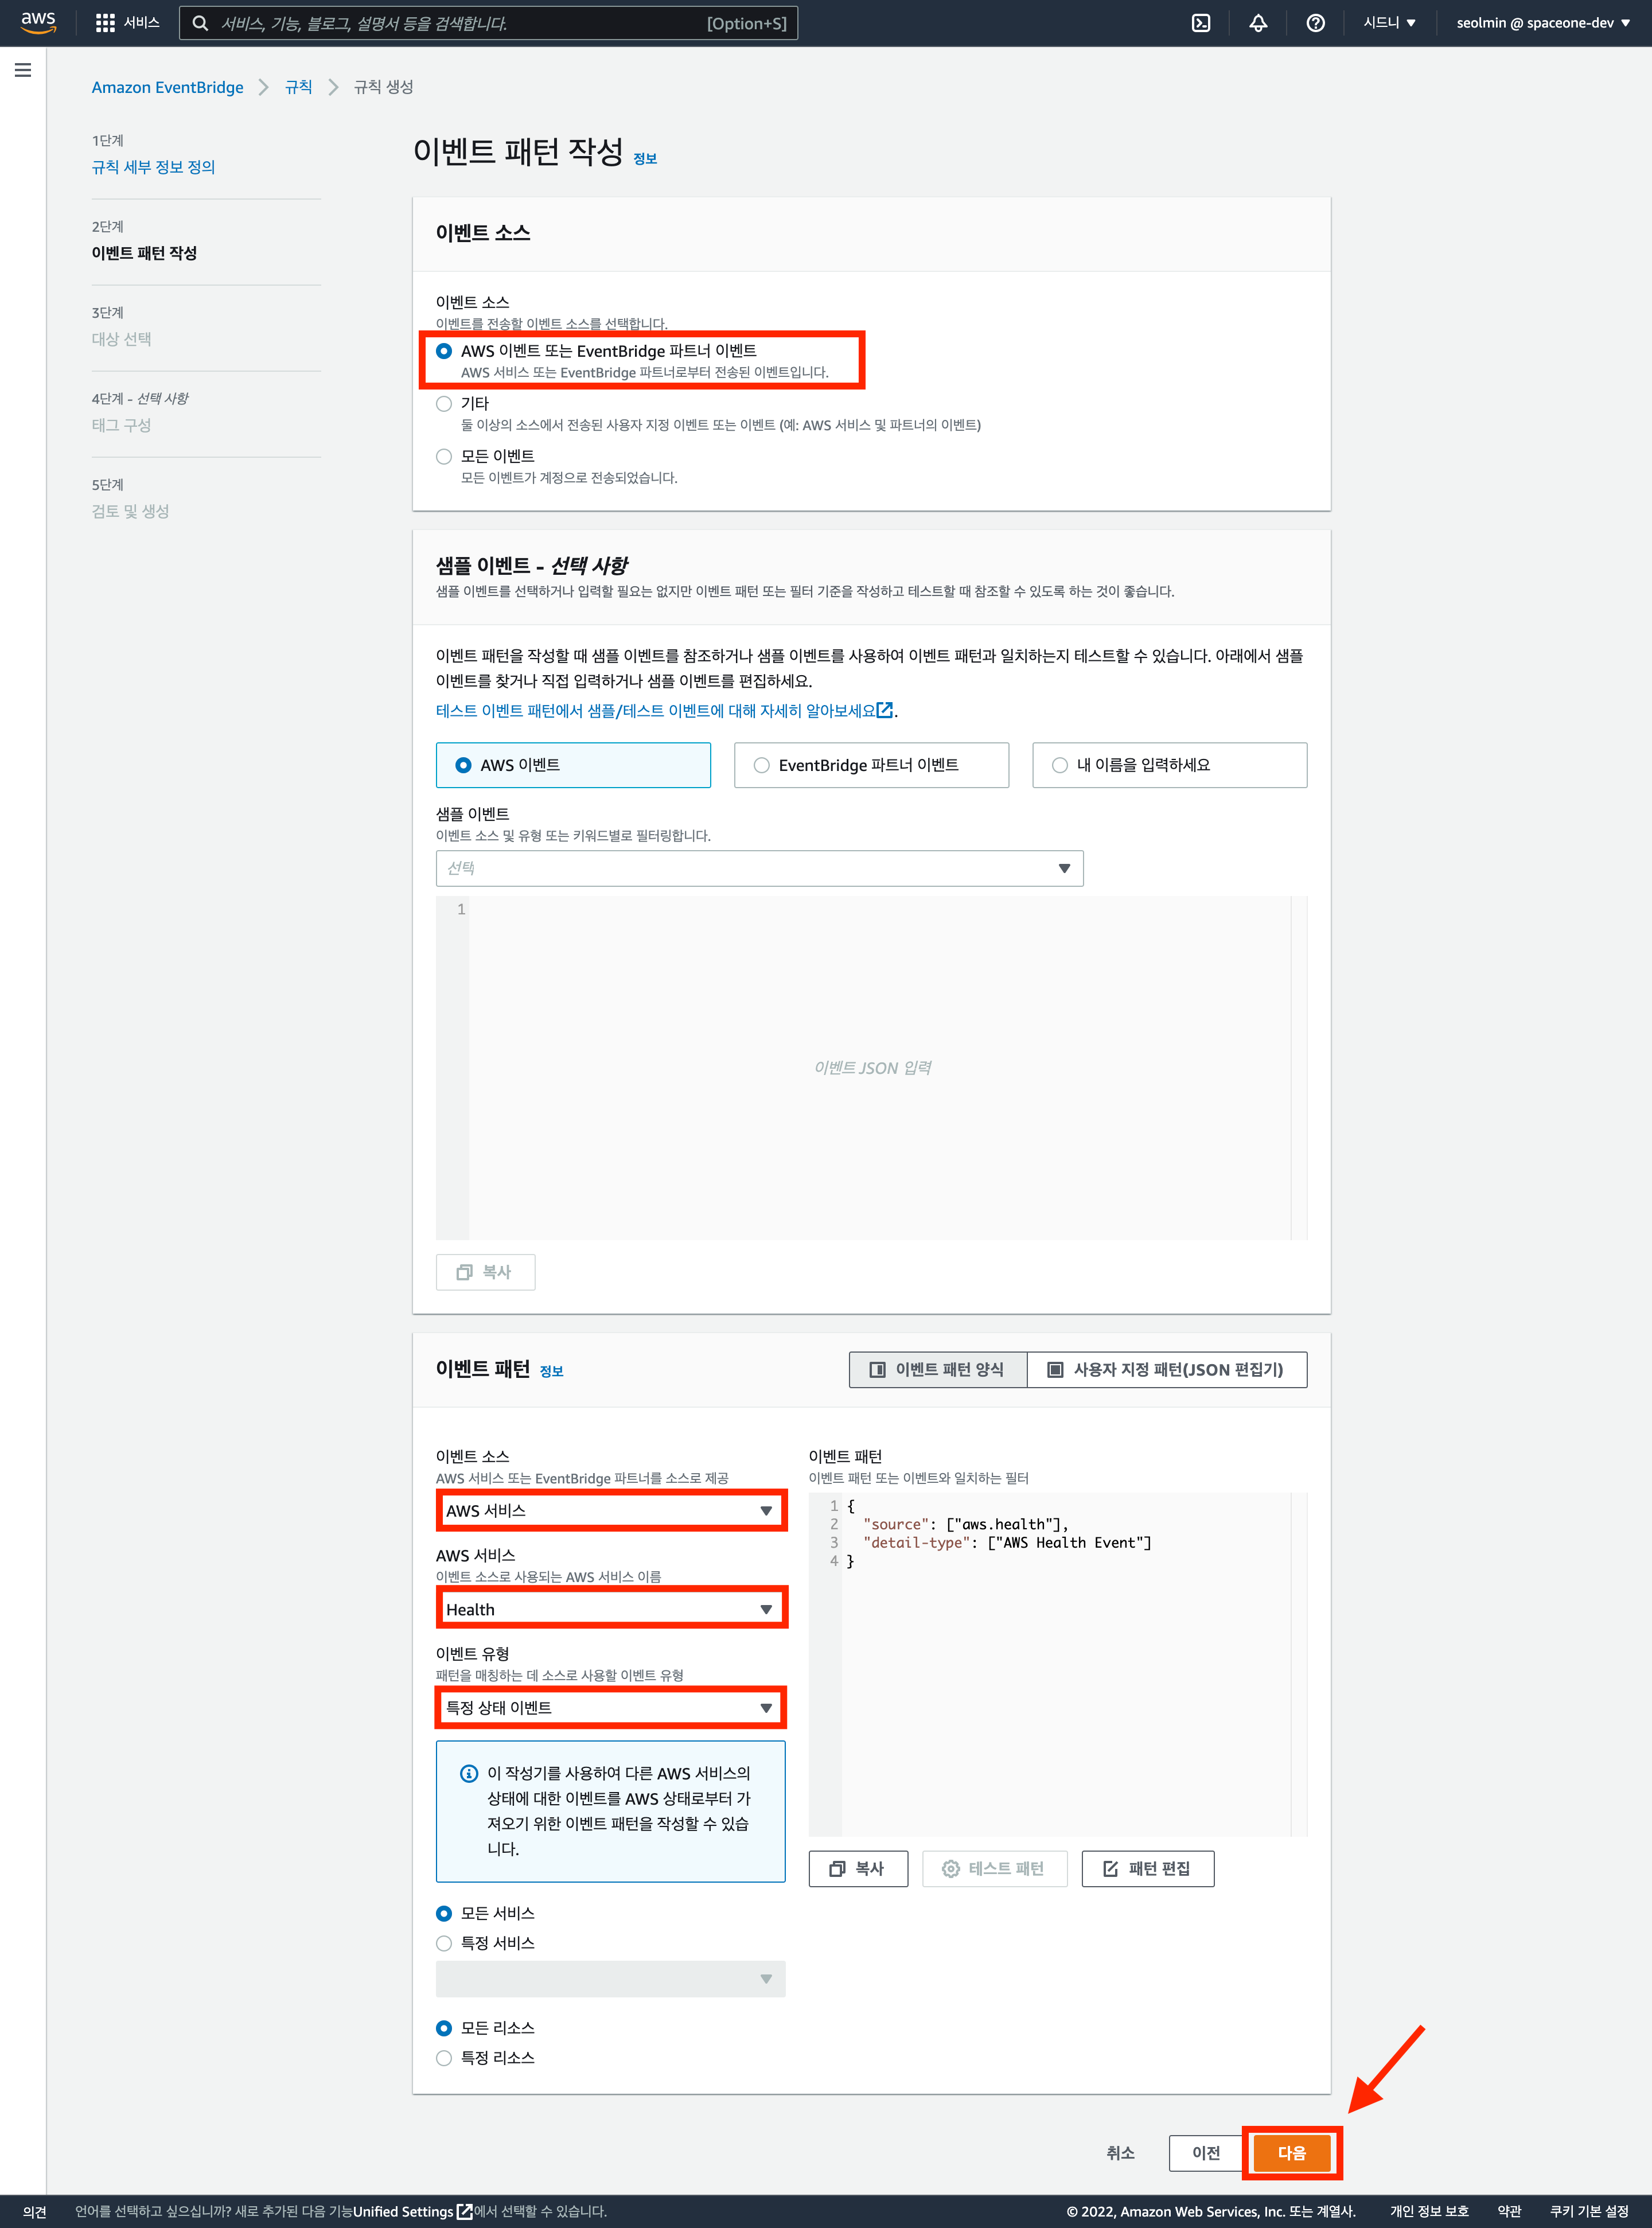 aws
서비스
서비스, 기능, 블로그, 설명서 등을 검색합니다.
[Option+S]
시드니
seolmin @ spaceone-dev
Amazon EventBridge
규칙
규칙 생성
1단계
규칙 세부 정보 정의
2단계
이벤트 패턴 작성
3단계
대상 선택
4단계 - 선택 사항
태그 구성
5단계
검토 및 생성
이벤트 패턴 작성 정보
이벤트 소스
이벤트 소스
이벤트를 전송할 이벤트 소스를 선택합니다.
AWS 이벤트 또는 EventBridge 파트너 이벤트
AWS 서비스 또는 EventBridge 파트너로부터 전송된 이벤트입니다.
기타
둘 이상의 소스에서 전송된 사용자 지정 이벤트 또는 이벤트 (예: AWS 서비스 및 파트너의 이벤트)
모든 이벤트
모든 이벤트가 계정으로 전송되었습니다.
샘플 이벤트 - 선택 사항
샘플 이벤트를 선택하거나 입력할 필요는 없지만 이벤트 패턴 또는 필터 기준을 작성하고 테스트할 때 참조할 수 있도록 하는 것이 좋습니다.
이벤트 패턴을 작성할 때 샘플 이벤트를 참조하거나 샘플 이벤트를 사용하여 이벤트 패턴과 일치하는지 테스트할 수 있습니다. 아래에서 샘플
이벤트를 찾거나 직접 입력하거나 샘플 이벤트를 편집하세요.
테스트 이벤트 패턴에서 샘플/테스트 이벤트에 대해 자세히 알아보세요.
AWS 이벤트
EventBridge 파트너 이벤트
내 이름을 입력하세요
샘플 이벤트
이벤트 소스 및 유형 또는 키워드별로 필터링합니다.
선택
1
이벤트 JSON 입력
복사
이벤트 패턴 정보
이벤트 패턴 양식
사용자 지정 패턴(JSON 편집기)
이벤트 소스
AWS 서비스 또는 EventBridge 파트너를 소스로 제공
AWS 서비스
AWS 서비스
이벤트 소스로 사용되는 AWS 서비스 이름
Health
이벤트 유형
패턴을 매칭하는 데 소스로 사용할 이벤트 유형
특정 상태 이벤트
이 작성기를 사용하여 다른 AWS 서비스의
상태에 대한 이벤트를 AWS 상태로부터 가
져오기 위한 이벤트 패턴을 작성할 수 있습
니다.
모든 서비스
특정 서비스
모든 리소스
특정 리소스
이벤트 패턴
이벤트 패턴 또는 이벤트와 일치하는 필터
1 {
2 "source": ["aws.health"],
3 "detail-type": ["AWS Health Event"]
4 }
복사
테스트 패턴
패턴 편집
취소
이전
다음
의견
언어를 선택하고 싶으십니까? 새로 추가된 다음 기능Unified Settings에서 선택할 수 있습니다.
© 2022, Amazon Web Services, Inc. 또는 계열사.
개인 정보 보호
약관
쿠키 기본 설정